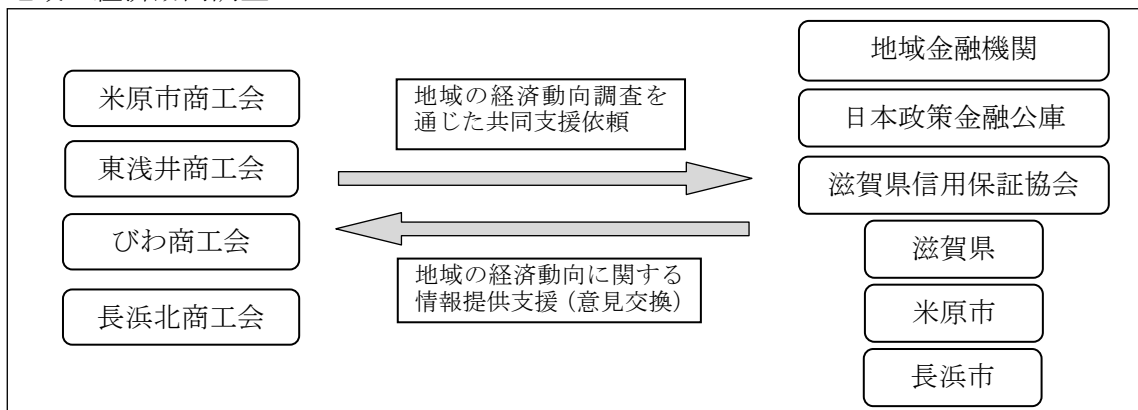 米原市商工会
東浅井商工会
びわ商工会
長浜北商工会
地域の経済動向調査を
通じた共同支援依頼
地域の経済動向に関する
情報提供支援（意見交換）
地域金融機関
日本政策金融公庫
滋賀県信用保証協会
滋賀県
米原市
長浜市